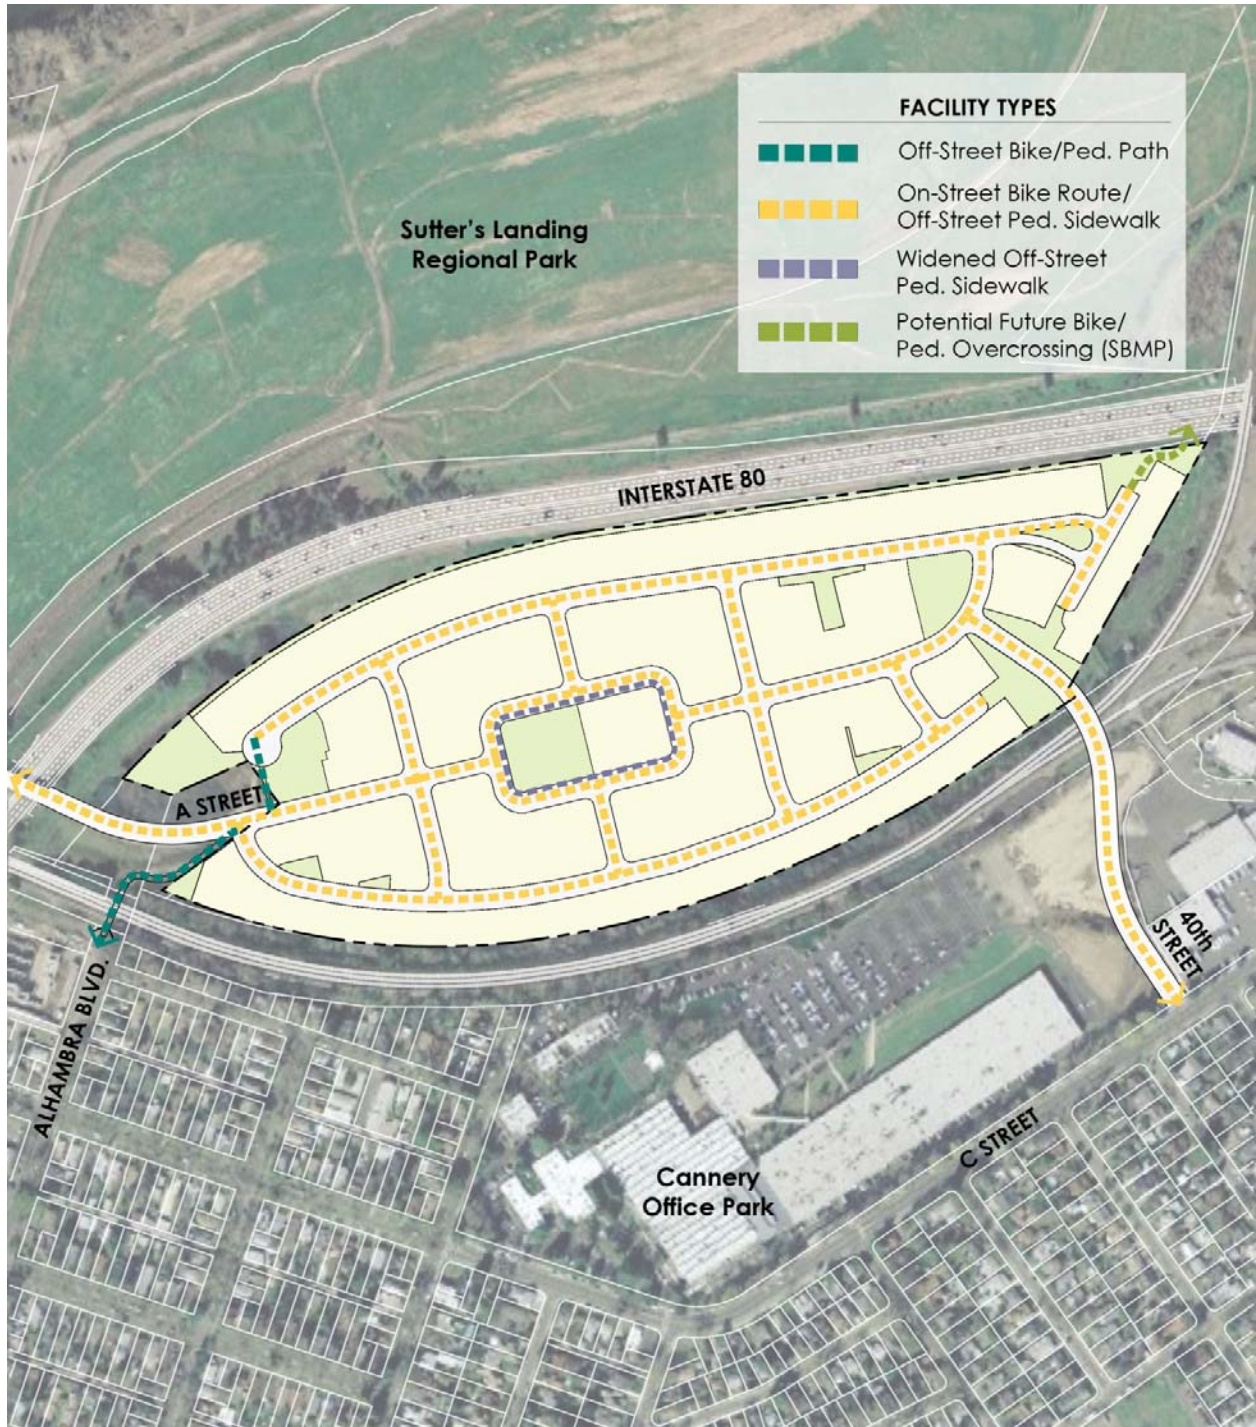 FACILITY TYPES
Off-Street Bike/Ped. Path
On-Street Bike Route/
Off-Street Ped. Sidewalk
Widened Off-Street
Ped. Sidewalk
Potential Future Bike/
Ped. Overcrossing (SBMP)
Sutter's Landing
Regional Park
INTERSTATE 80
A STREET
40th
STREET
ALHAMBRA BLVD.
C STREET
Cannery
Office Park